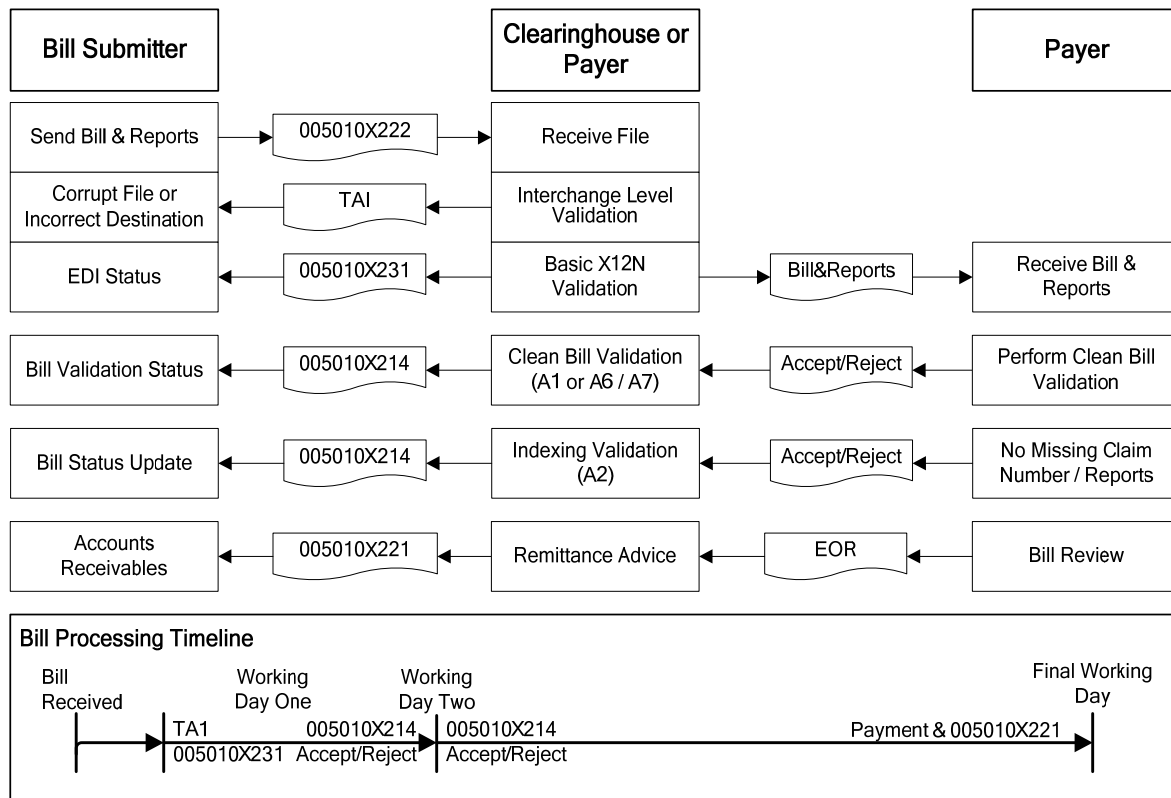 Bill Submitter
Clearinghouse or
Payer
Payer
Send Bill & Reports
005010X222
Receive File
Corrupt File or
Incorrect Destination
TAI
Interchange Level
Validation
EDI Status
005010X231
Basic X12N
Validation
Bill&Reports
Receive Bill &
Reports
Bill Validation Status
005010X214
Clean Bill Validation
(A1 or A6 / A7)
Accept/Reject
Perform Clean Bill
Validation
Bill Status Update
005010X214
Indexing Validation
(A2)
Accept/Reject
No Missing Claim
Number / Reports
Accounts
Receivables
005010X221
Remittance Advice
EOR
Bill Review
Bill Processing Timeline
Bill
Received
Working
Day One
Working
Day Two
Final Working
Day
TA1
005010X231
005010X214
Accept/Reject
005010X214
Accept/Reject
Payment & 005010X221